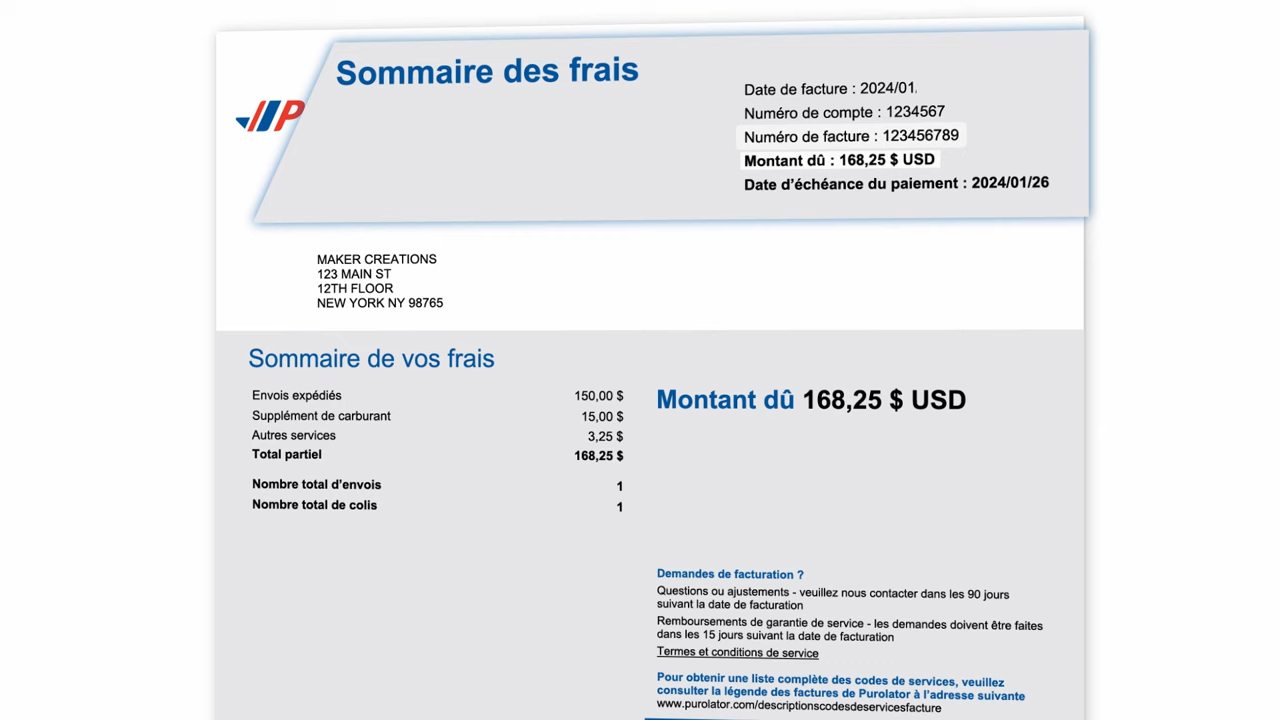 Sommaire des frais
Date de facture : 2024/01
Numéro de compte : 1234567
Numéro de facture : 123456789
Montant dû : 168,25 $ USD
Date d’échéance du paiement : 2024/01/26
P
MAKER CREATIONS
123 MAIN ST
12TH FLOOR
NEW YORK NY 98765
Sommaire de vos frais
Envois expédiés 150,00 $
Supplément de carburant 15,00 $
Autres services 3,25 $
Total partiel 168,25 $
Nombre total d’envois 1
Nombre total de colis 1
Montant dû 168,25 $ USD
Demandes de facturation ?
Questions ou ajustements - veuillez nous contacter dans les 90 jours
suivant la date de facturation
Remboursements de garantie de service - les demandes doivent être faites
dans les 15 jours suivant la date de facturation
Termes et conditions de service
Pour obtenir une liste complète des codes de services, veuillez
consulter la légende des factures de Purolator à l’adresse suivante
www.purolator.com/descriptionscodesdeservicesfacture